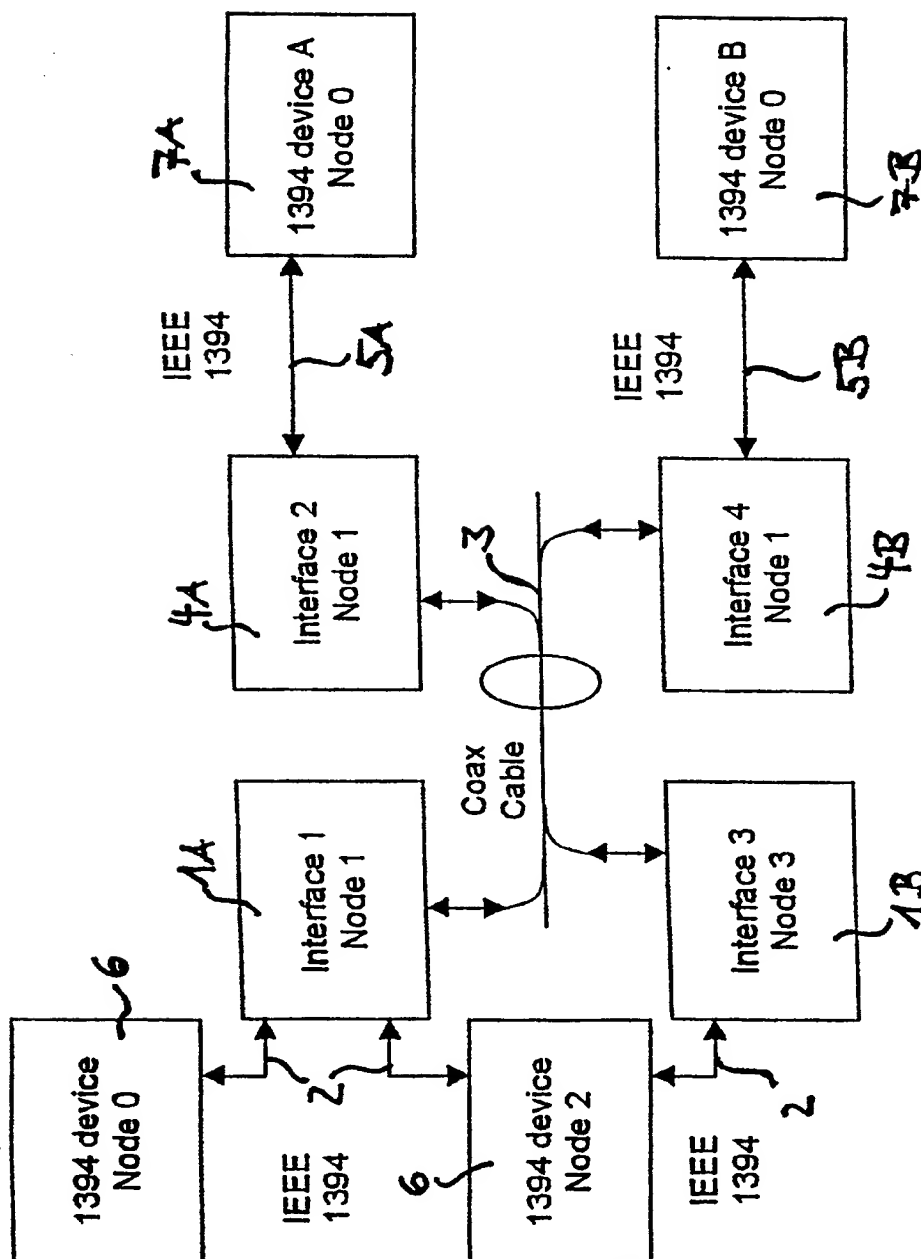 6
1394 device
Node 0
1A
Interface 1
Node 1
4A
Interface 2
Node 1
7A
1394 device A
Node 0
IEEE
1394
2
IEEE
1394
5A
Coax
Cable
3
1394 device
Node 2
6
IEEE
1394
2
Interface 3
Node 3
1B
Interface 4
Node 1
4B
IEEE
1394
5B
1394 device B
Node 0
7B